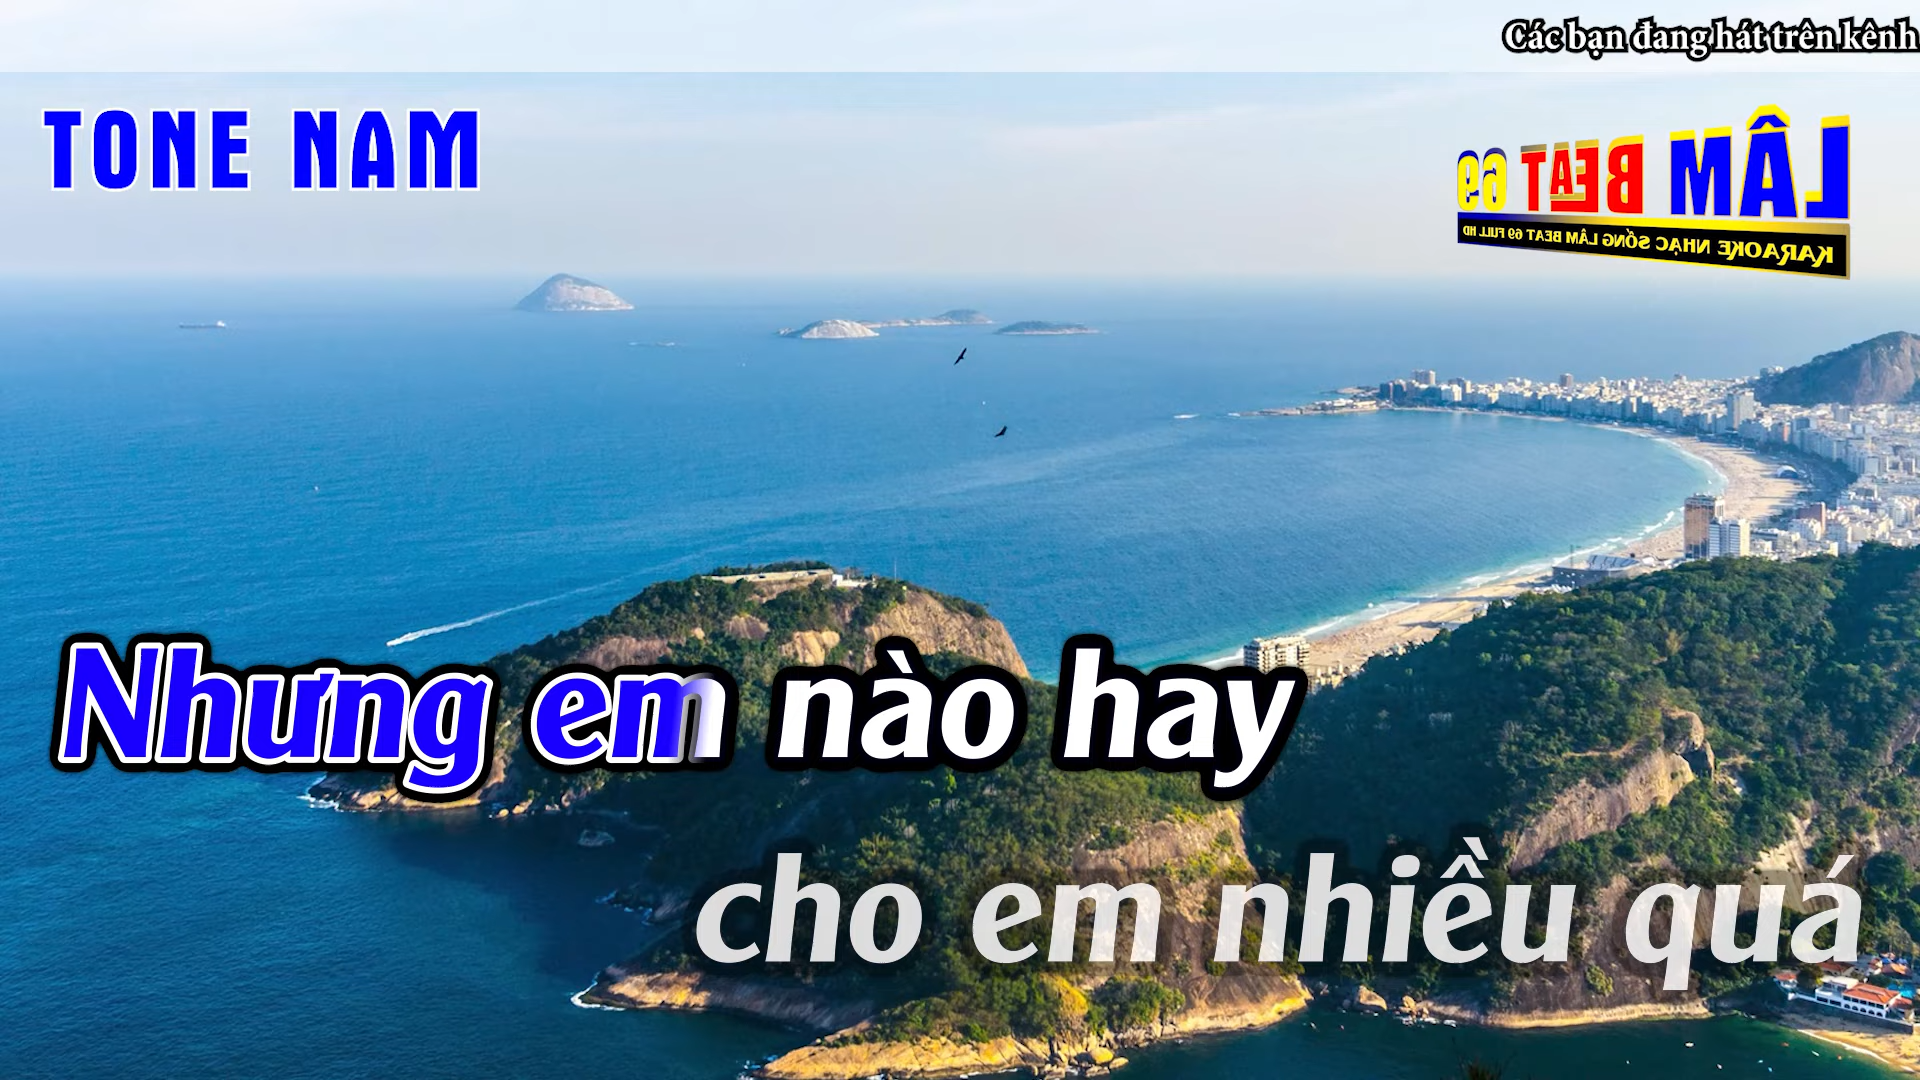 Các bạn đang hát trên kênh
TONE NAM
LÂM BEAT 69
KARAOKE NHẠC SỐNG LÂM BEAT 69 FULL HD
Nhưng em nào hay
cho em nhiều quá